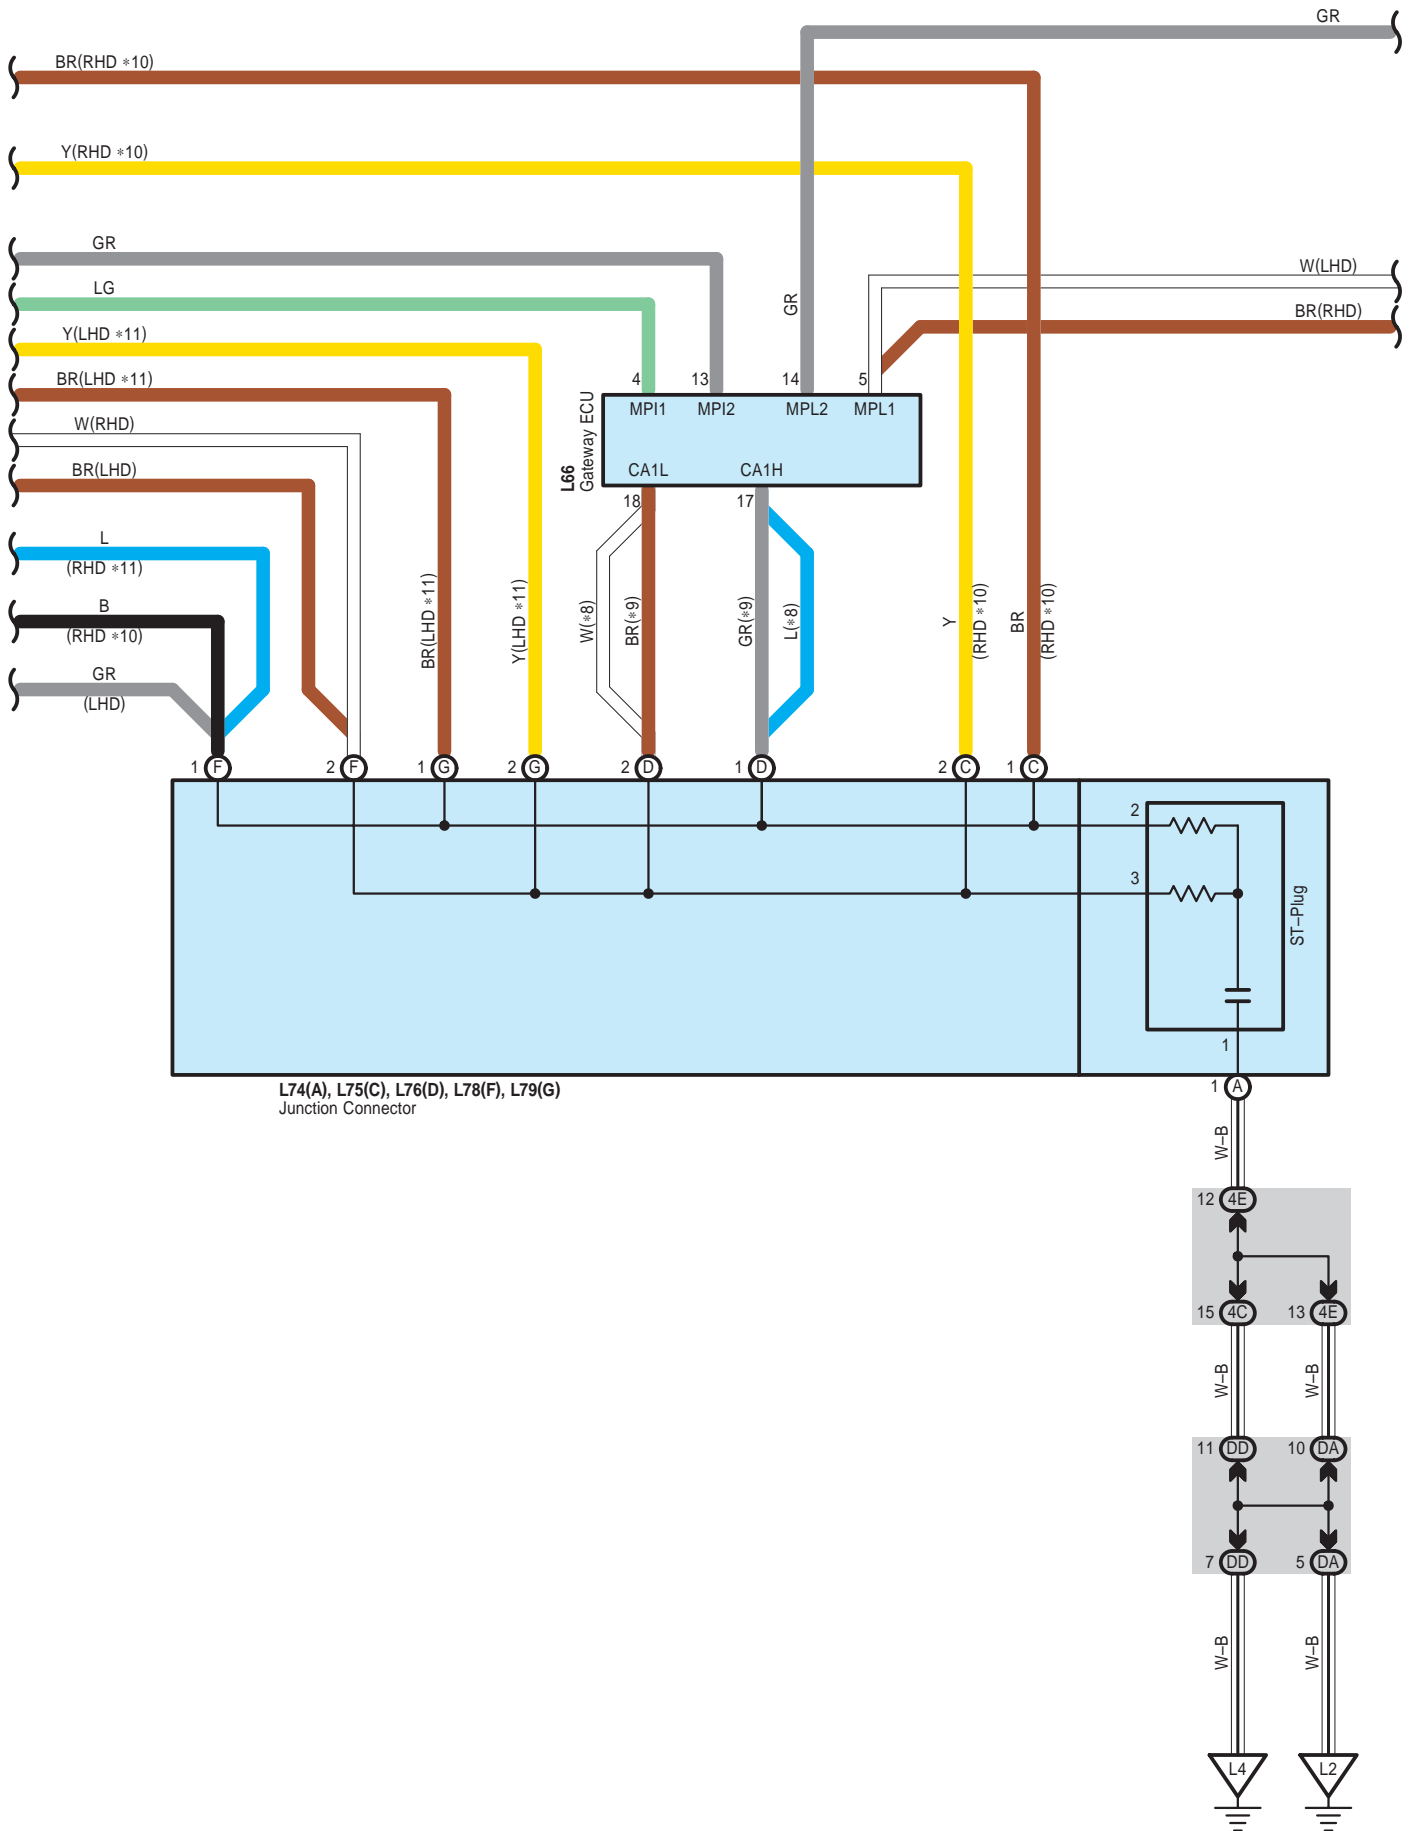 GR
BR(RHD *10)
Y(RHD *10)
GR
W(LHD)
LG
GR
BR(RHD)
Y(LHD *11)
BR(LHD *11)
4 13 14 5
MPI1 MPI2 MPL2 MPL1
L66
Gateway ECU
W(RHD)
BR(LHD)
CA1L CA1H
18 17
L
(RHD *11)
B
(RHD *10)
GR
(LHD)
BR(LHD *11)
Y(LHD *11)
W(*8)
BR(*9)
GR(*9)
L(*8)
Y
(RHD *10)
BR
(RHD *10)
1 F 2 F 1 G 2 G 2 D 1 D 2 C 1 C
2
3
ST-Plug
1
L74(A), L75(C), L76(D), L78(F), L79(G)
Junction Connector
1 A
W-B
12 4E
15 4C 13 4E
W-B W-B
11 DD 10 DA
7 DD 5 DA
W-B W-B
L4 L2